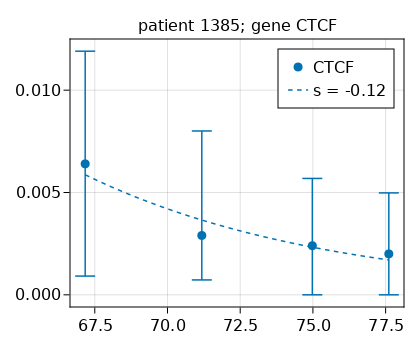 patient 1385; gene CTCF
CTCF
s = -0.12
0.010
0.005
0.000
67.5 70.0 72.5 75.0 77.5